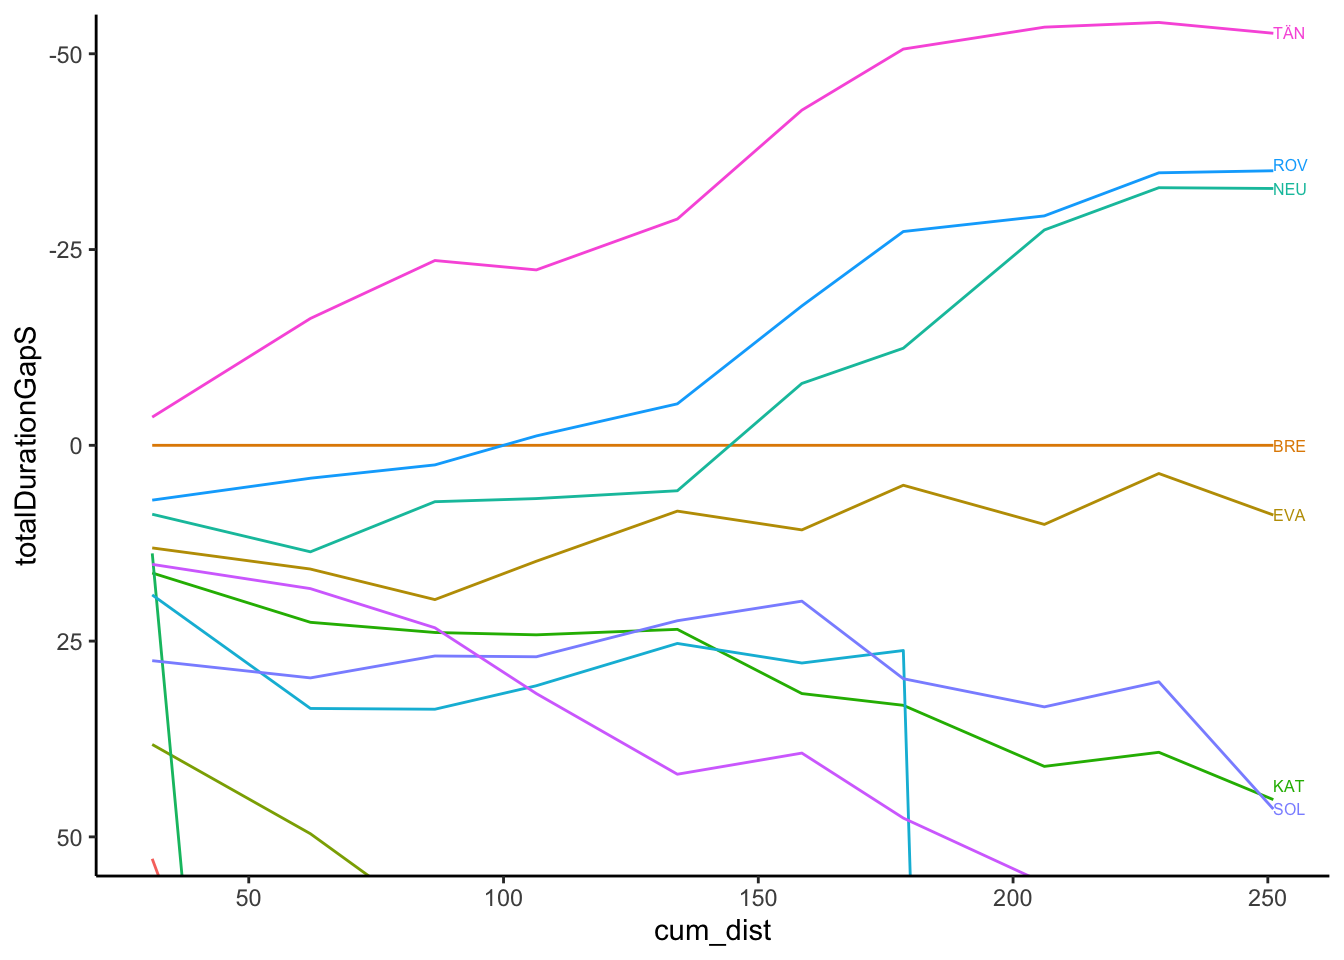 -50
-25
0
25
50
totalDurationGapS
TÄN
ROV
NEU
BRE
EVA
KAT
SOL
50
100
150
200
250
cum_dist